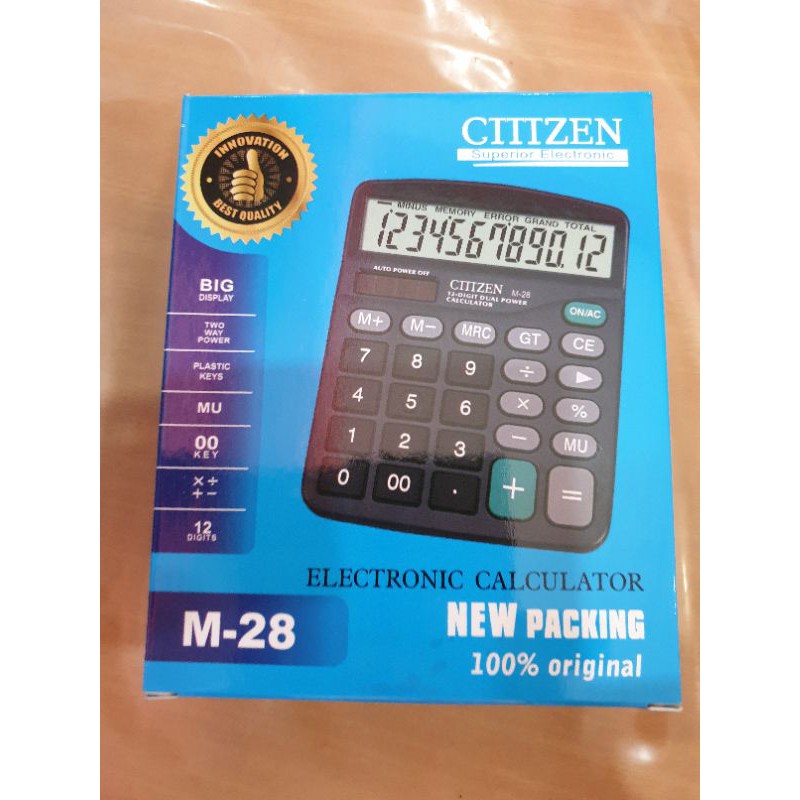 INNOVATION
BEST QUALITY
CITTZEN
Superior Electronic
MINUS MEMORY ERROR GRAND TOTAL
1234567890.12
AUTO POWER OFF
CITTZEN M-28
12-DIGIT DUAL POWER
CALCULATOR
ON/AC
M+ M− MRC GT CE
7 8 9 ÷ ▶
4 5 6 × %
1 2 3 − MU
0 00 . + =
BIG
DISPLAY
TWO
WAY
POWER
PLASTIC
KEYS
MU
00
KEY
×÷
+−
12
DIGITS
ELECTRONIC CALCULATOR
M-28
NEW PACKING
100% original